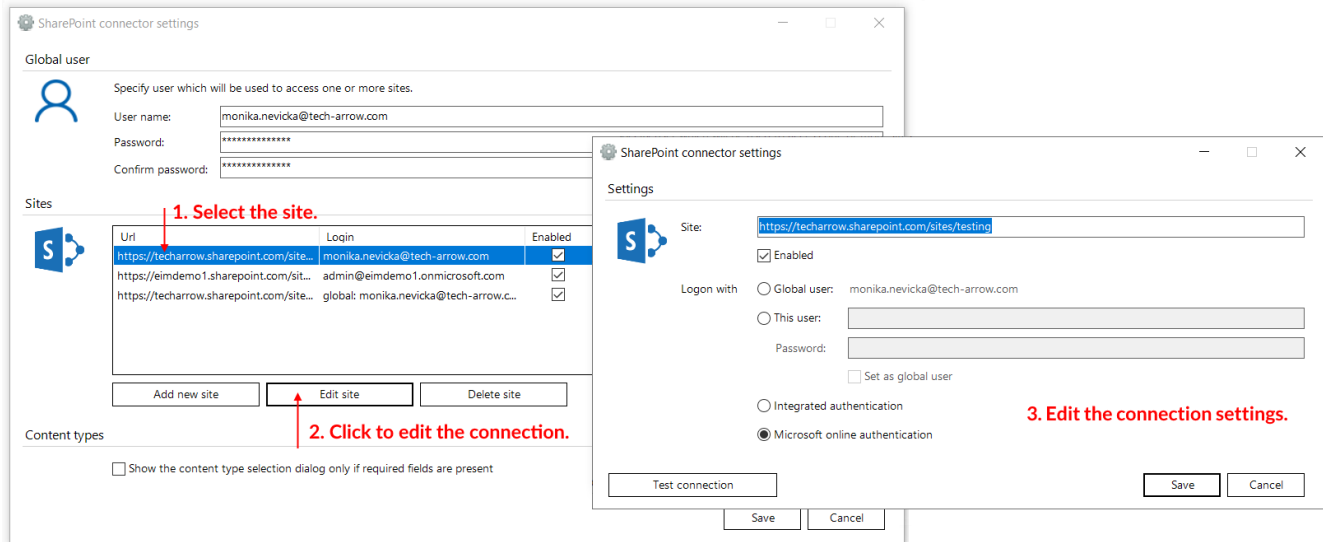 SharePoint connector settings
Global user
Specify user which will be used to access one or more sites.
User name: monika.nevicka@tech-arrow.com
Password: **************
Confirm password: **************
Sites
1. Select the site.
S
Url Login Enabled
https://techarrow.sharepoint.com/site... monika.nevicka@tech-arrow.com
https://eimdemo1.sharepoint.com/sit... admin@eimdemo1.onmicrosoft.com
https://techarrow.sharepoint.com/site... global: monika.nevicka@tech-arrow.c...
Add new site Edit site Delete site
2. Click to edit the connection.
Content types
Show the content type selection dialog only if required fields are present
Save Cancel
SharePoint connector settings
Settings
S
Site: https://techarrow.sharepoint.com/sites/testing
Enabled
Logon with Global user: monika.nevicka@tech-arrow.com
This user:
Password:
Set as global user
Integrated authentication
3. Edit the connection settings.
Microsoft online authentication
Test connection Save Cancel